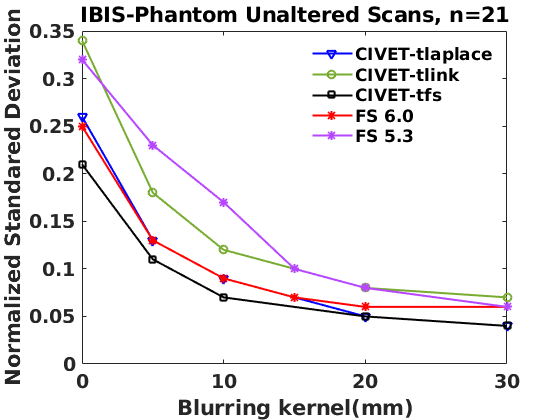 IBIS-Phantom Unaltered Scans, n=21
Normalized Standared Deviation
0.35
0.3
0.25
0.2
0.15
0.1
0.05
0
CIVET-tlaplace
CIVET-tlink
CIVET-tfs
FS 6.0
FS 5.3
0 10 20 30
Blurring kernel(mm)